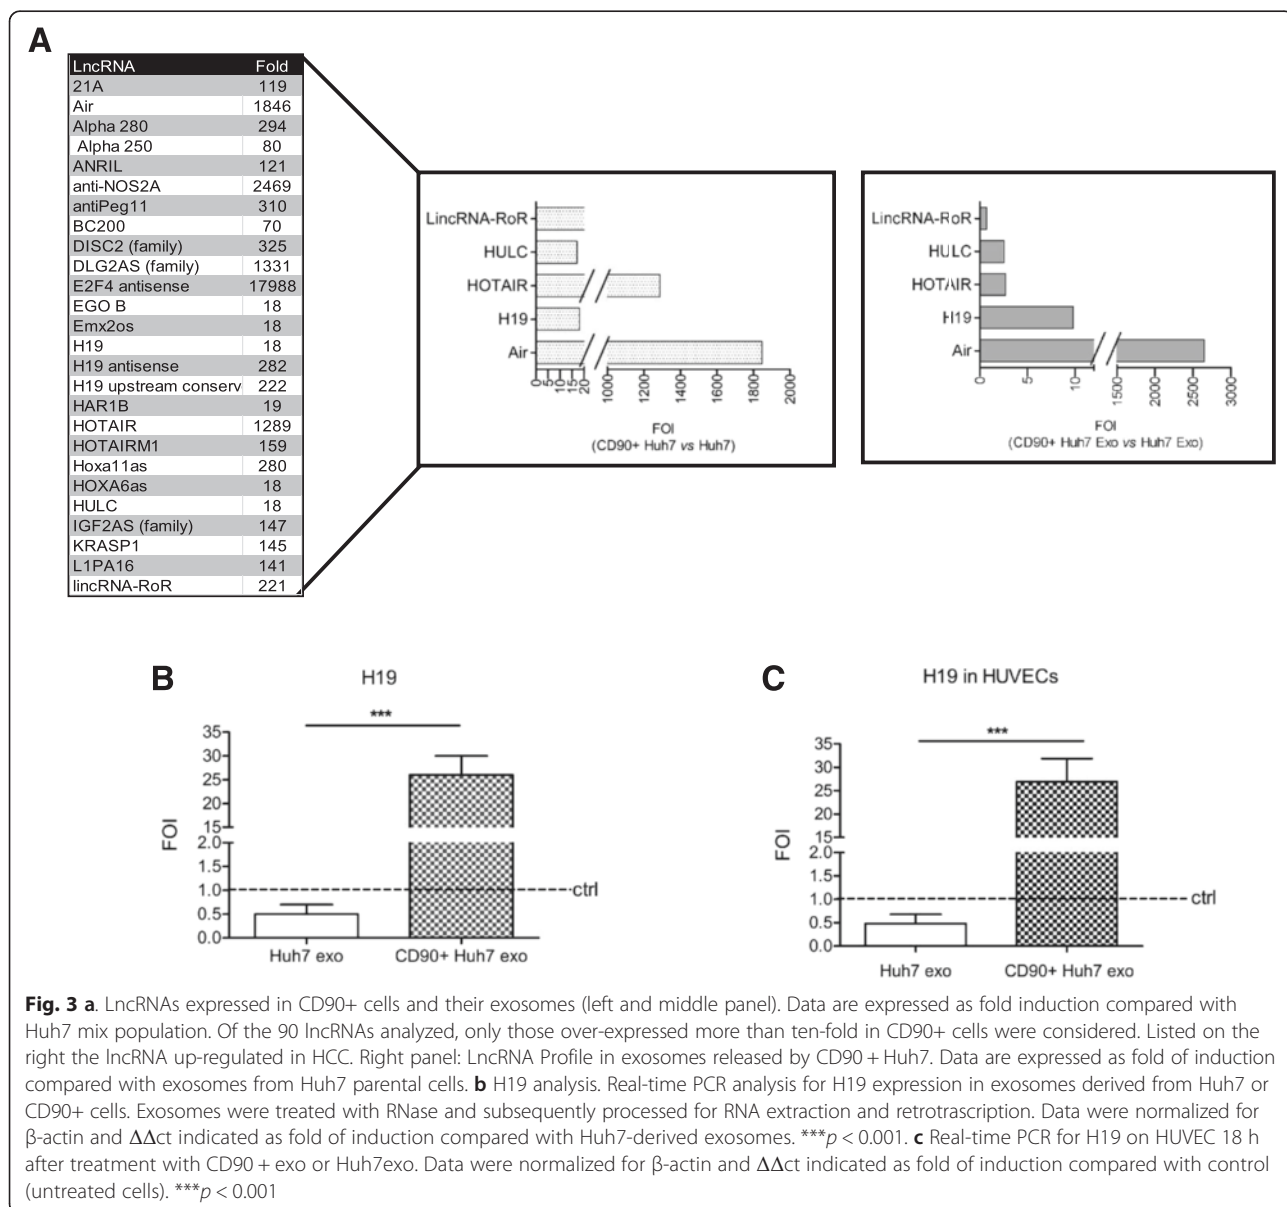 A
LncRNA Fold
21A 119
Air 1846
Alpha 280 294
Alpha 250 80
ANRIL 121
anti-NOS2A 2469
antiPeg11 310
BC200 70
DISC2 (family) 325
DLG2AS (family) 1331
E2F4 antisense 17988
EGO B 18
Emx2os 18
H19 18
H19 antisense 282
H19 upstream conserv 222
HAR1B 19
HOTAIR 1289
HOTAIRM1 159
Hoxa11as 280
HOXA6as 18
HULC 18
IGF2AS (family) 147
KRASP1 145
L1PA16 141
lincRNA-RoR 221
LincRNA-RoR
HULC
HOTAIR
H19
Air
0 5 10 15 20 1000 1200 1400 1600 1800 2000
FOI
(CD90+ Huh7 vs Huh7)
LincRNA-RoR
HULC
HOTAIR
H19
Air
0 5 10 1500 2000 2500 3000
FOI
(CD90+ Huh7 Exo vs Huh7 Exo)
B
H19
***
35
30
25
20
15
2.0
1.5
1.0
0.5
0.0
FOI
ctrl
Huh7 exo CD90+ Huh7 exo
C
H19 in HUVECs
***
35
30
25
20
15
2.0
1.5
1.0
0.5
0.0
FOI
ctrl
Huh7 exo CD90+ Huh7 exo
Fig. 3 a. LncRNAs expressed in CD90+ cells and their exosomes (left and middle panel). Data are expressed as fold induction compared with
Huh7 mix population. Of the 90 lncRNAs analyzed, only those over-expressed more than ten-fold in CD90+ cells were considered. Listed on the
right the lncRNA up-regulated in HCC. Right panel: LncRNA Profile in exosomes released by CD90 + Huh7. Data are expressed as fold of induction
compared with exosomes from Huh7 parental cells. b H19 analysis. Real-time PCR analysis for H19 expression in exosomes derived from Huh7 or
CD90+ cells. Exosomes were treated with RNase and subsequently processed for RNA extraction and retrotrascription. Data were normalized for
β-actin and ΔΔct indicated as fold of induction compared with Huh7-derived exosomes. ***p < 0.001. c Real-time PCR for H19 on HUVEC 18 h
after treatment with CD90 + exo or Huh7exo. Data were normalized for β-actin and ΔΔct indicated as fold of induction compared with control
(untreated cells). ***p < 0.001